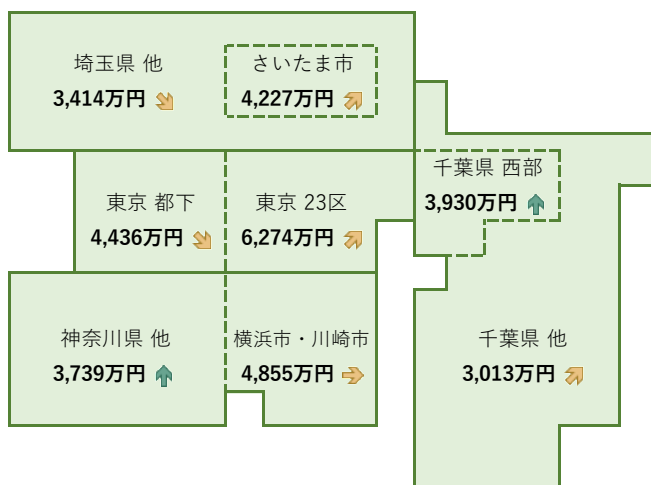 埼玉県 他
3,414万円
さいたま市
4,227万円
千葉県 西部
3,930万円
東京 都下
4,436万円
東京 23区
6,274万円
神奈川県 他
3,739万円
横浜市・川崎市
4,855万円
千葉県 他
3,013万円